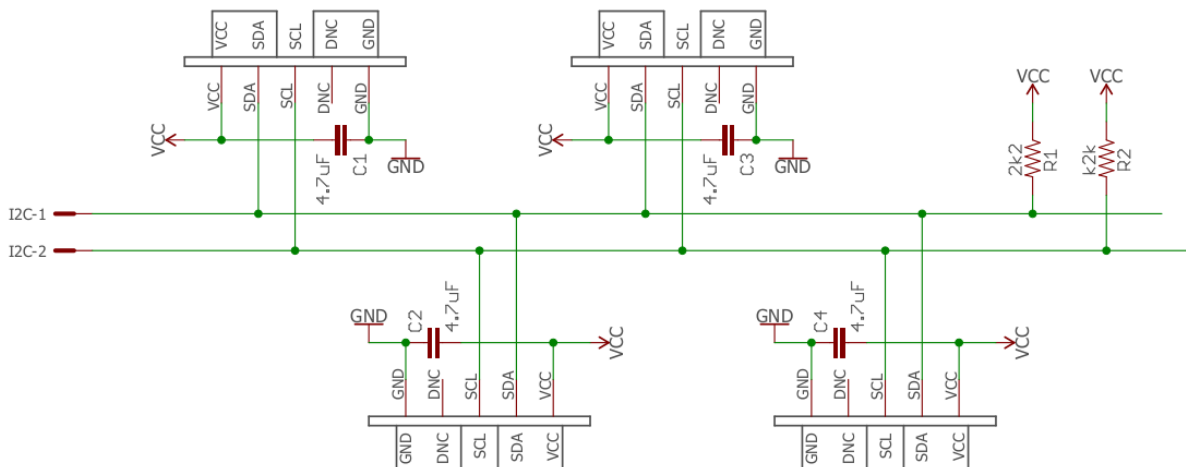 VCC SDA SCL DNC GND
VCC SDA SCL DNC GND
VCC SDA SCL DNC GND
VCC SDA SCL DNC GND
VCC VCC
VCC 4.7uF C1 GND
VCC 4.7uF C3 GND
2k2 R1
k2k R2
I2C-1
I2C-2
GND C2 4.7uF VCC
GND C4 4.7uF VCC
GND DNC SCL SDA VCC
GND DNC SCL SDA VCC
GND DNC SCL SDA VCC
GND DNC SCL SDA VCC